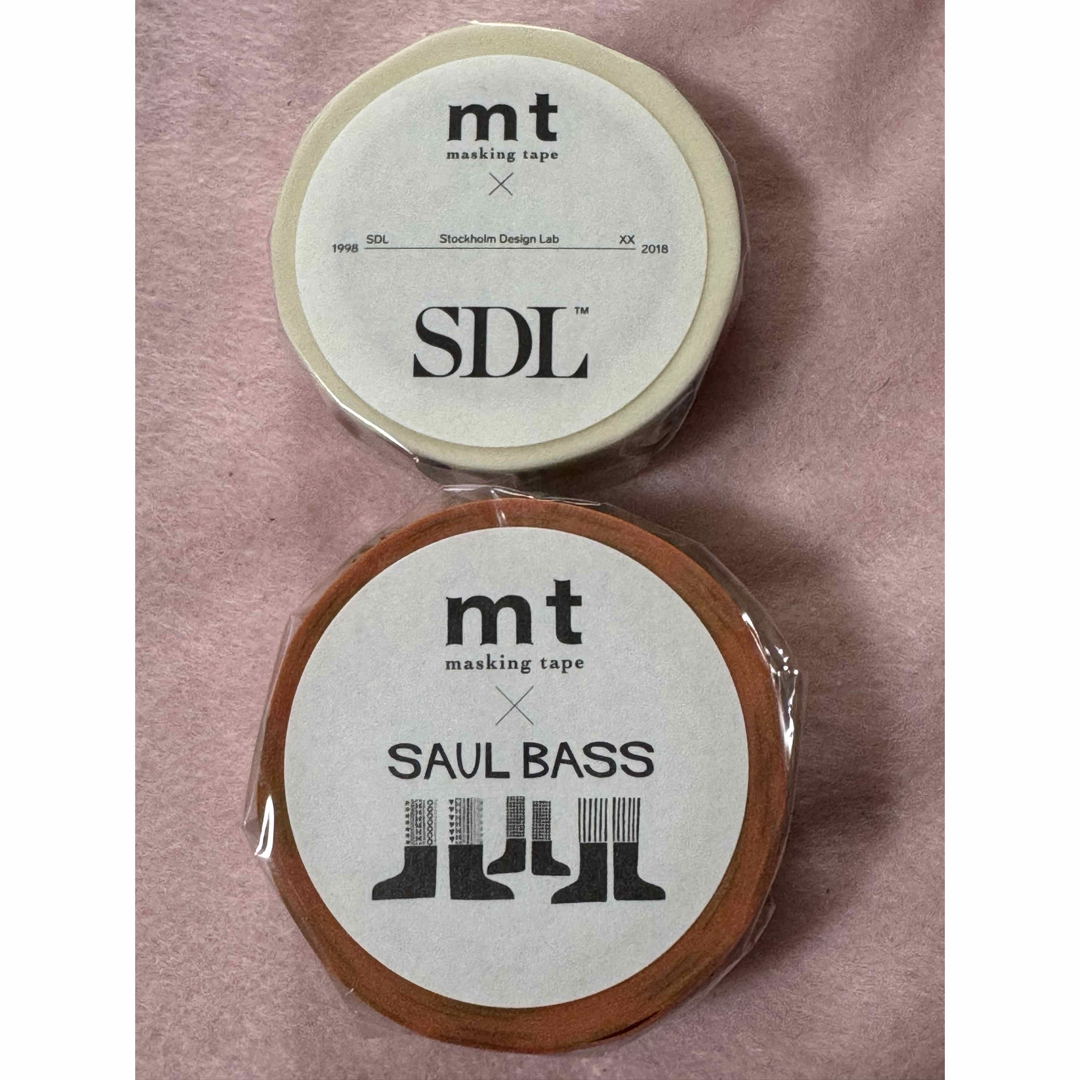 mt
masking tape
×
SDL Stockholm Design Lab XX
1998 2018
SDL™
mt
masking tape
×
SAUL BASS